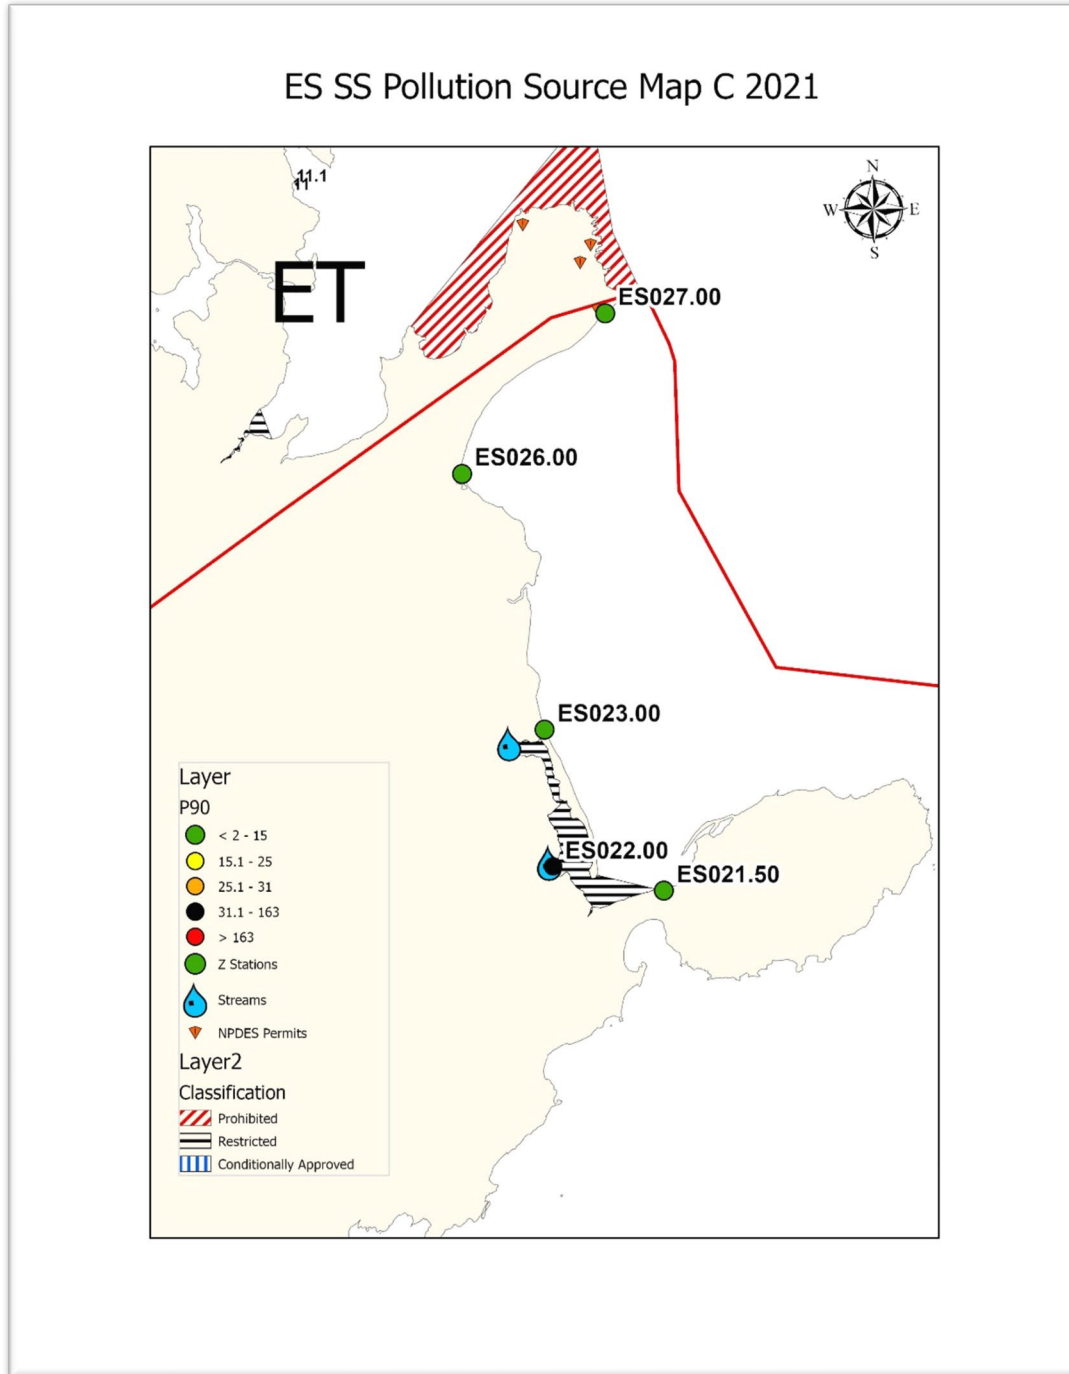 ES SS Pollution Source Map C 2021
11.1
11
N
W E
S
ET
ES027.00
ES026.00
ES023.00
ES022.00
ES021.50
Layer
P90
< 2 - 15
15.1 - 25
25.1 - 31
31.1 - 163
> 163
Z Stations
Streams
NPDES Permits
Layer2
Classification
Prohibited
Restricted
Conditionally Approved